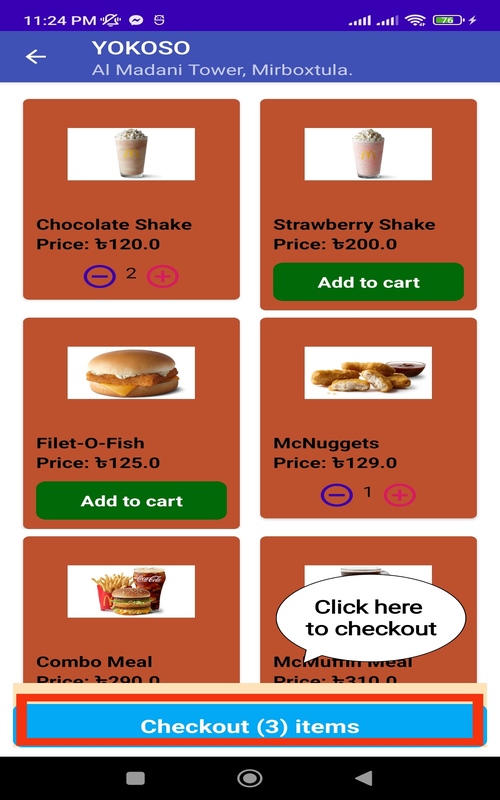 11:24 PM
76
YOKOSO
Al Madani Tower, Mirboxtula.
Chocolate Shake
Price: ৳120.0
2
Strawberry Shake
Price: ৳200.0
Add to cart
Filet-O-Fish
Price: ৳125.0
Add to cart
McNuggets
Price: ৳129.0
1
Combo Meal
Price: ৳290.0
McMuffin Meal
Price: ৳310.0
Click here
to checkout
Checkout (3) items